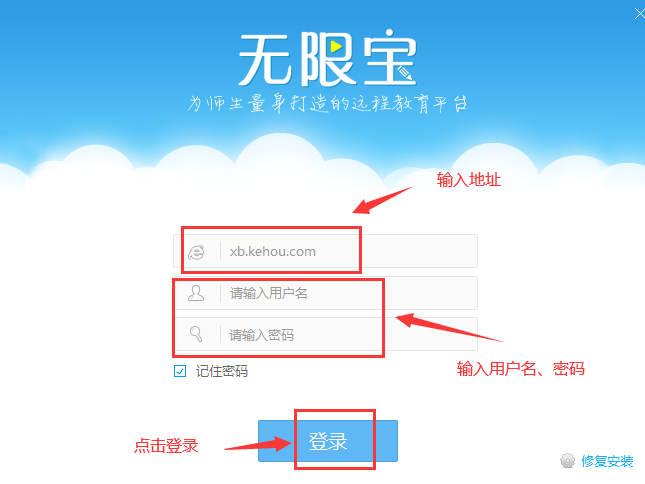 无限宝
为师生量身打造的远程教育平台
输入地址
xb.kehou.com
请输入用户名
请输入密码
输入用户名、密码
记住密码
点击登录
登录
修复安装